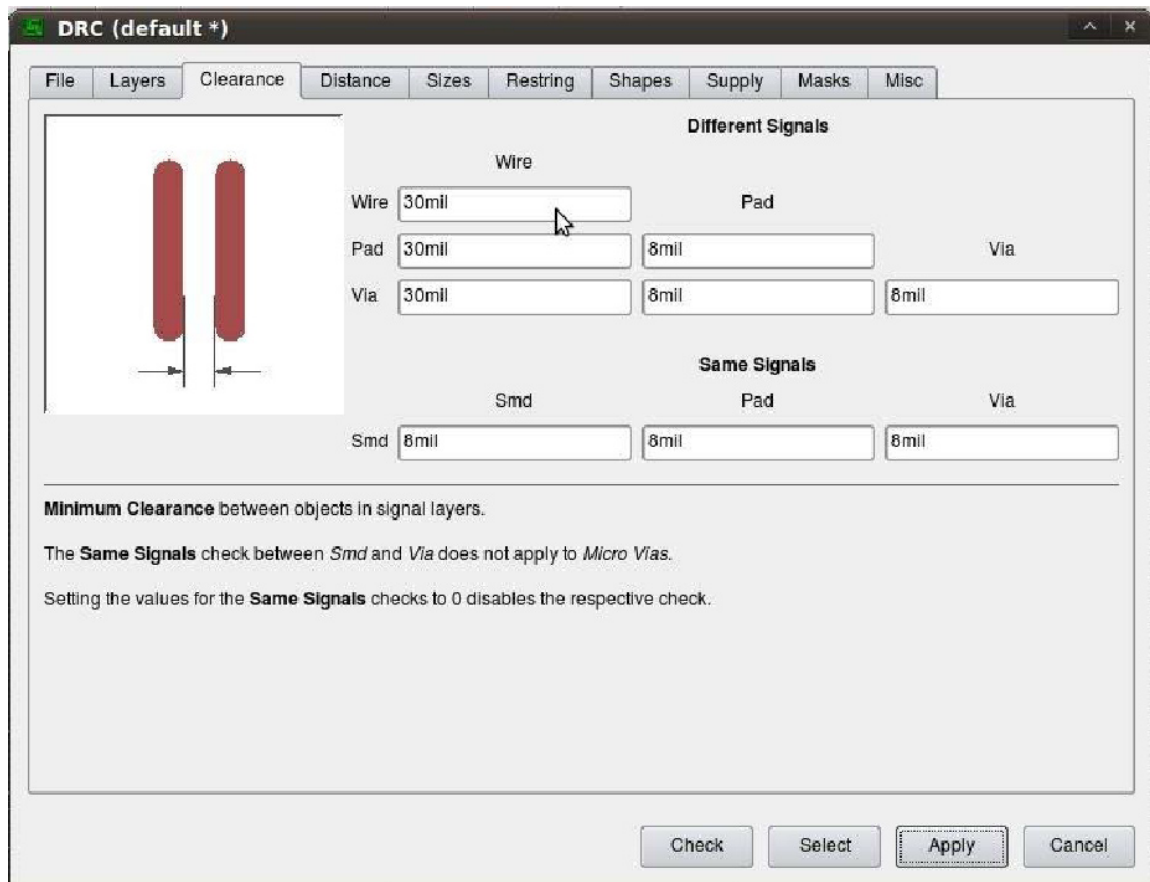 DRC (default *)
File Layers Clearance Distance Sizes Restring Shapes Supply Masks Misc
Different Signals
Wire
Wire 30mil Pad
Pad 30mil 8mil Via
Via 30mil 8mil 8mil
Same Signals
Smd Pad Via
Smd 8mil 8mil 8mil
Minimum Clearance between objects in signal layers.
The Same Signals check between Smd and Via does not apply to Micro Vias.
Setting the values for the Same Signals checks to 0 disables the respective check.
Check Select Apply Cancel